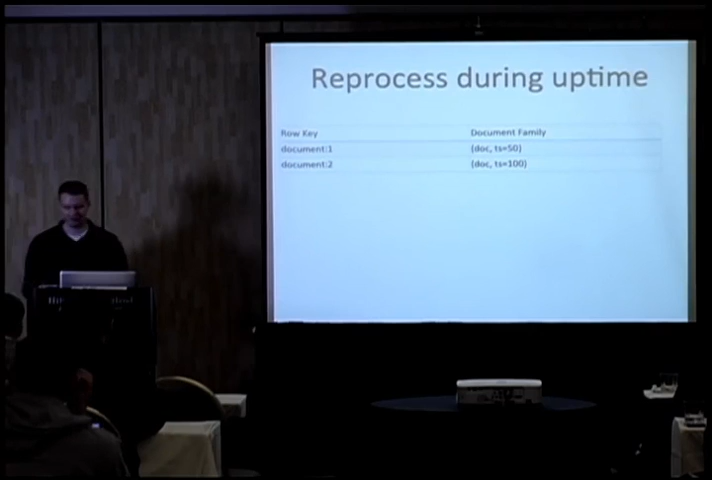 Reprocess during uptime
Row Key Document Family
document:1 (doc, ts=50)
document:2 (doc, ts=100)